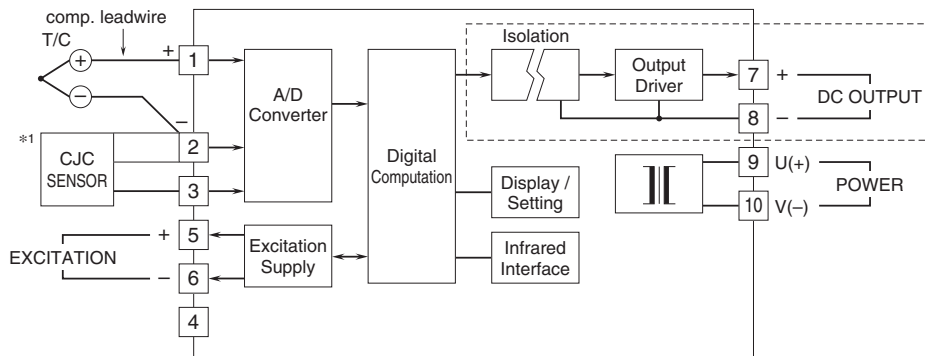 comp. leadwire
T/C
+
+
−
−
*1
CJC
SENSOR
1
2
3
A/D
Converter
EXCITATION
+
−
5
6
4
Excitation
Supply
Digital
Computation
Isolation
Output
Driver
7
+
8
−
DC OUTPUT
Display /
Setting
Infrared
Interface
9
U(+)
10
V(−)
POWER